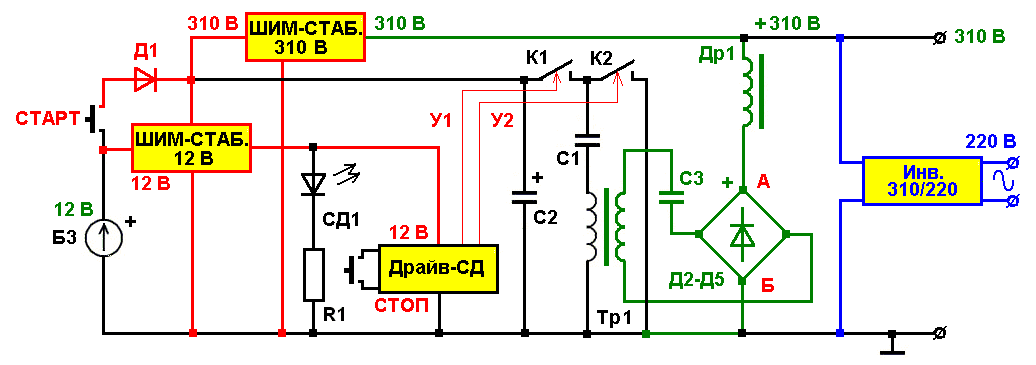 310 В
ШИМ-СТАБ.
310 В
310 В
+310 В
310 В
Д1
К1
К2
Др1
СТАРТ
ШИМ-СТАБ.
12 В
12 В
У1
У2
С1
220 В
Инв.
310/220
+
С2
С3
+
А
12 В
+
БЗ
СД1
12 В
Драйв-СД
СТОП
R1
Тр1
Д2-Д5
Б